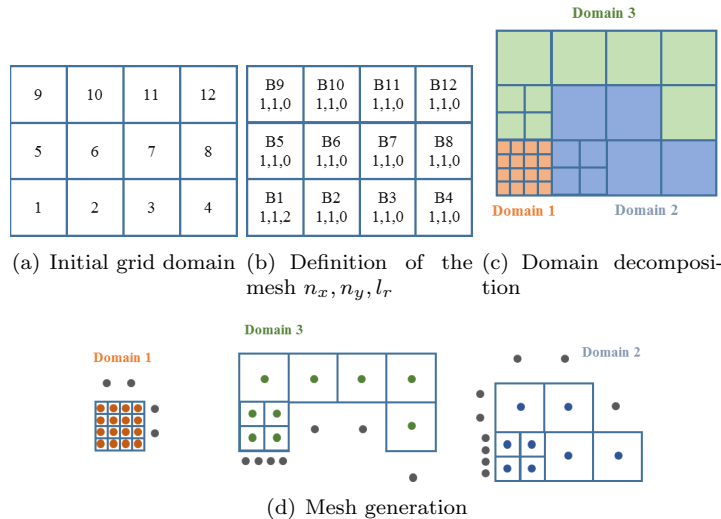 Domain 3
9 10 11 12
5 6 7 8
1 2 3 4
B9 B10 B11 B12
1,1,0 1,1,0 1,1,0 1,1,0
B5 B6 B7 B8
1,1,0 1,1,0 1,1,0 1,1,0
B1 B2 B3 B4
1,1,2 1,1,0 1,1,0 1,1,0
Domain 1 Domain 2
(a) Initial grid domain
(b) Definition of the
mesh n_x, n_y, l_r
(c) Domain decomposi-
tion
Domain 1
Domain 3
Domain 2
(d) Mesh generation